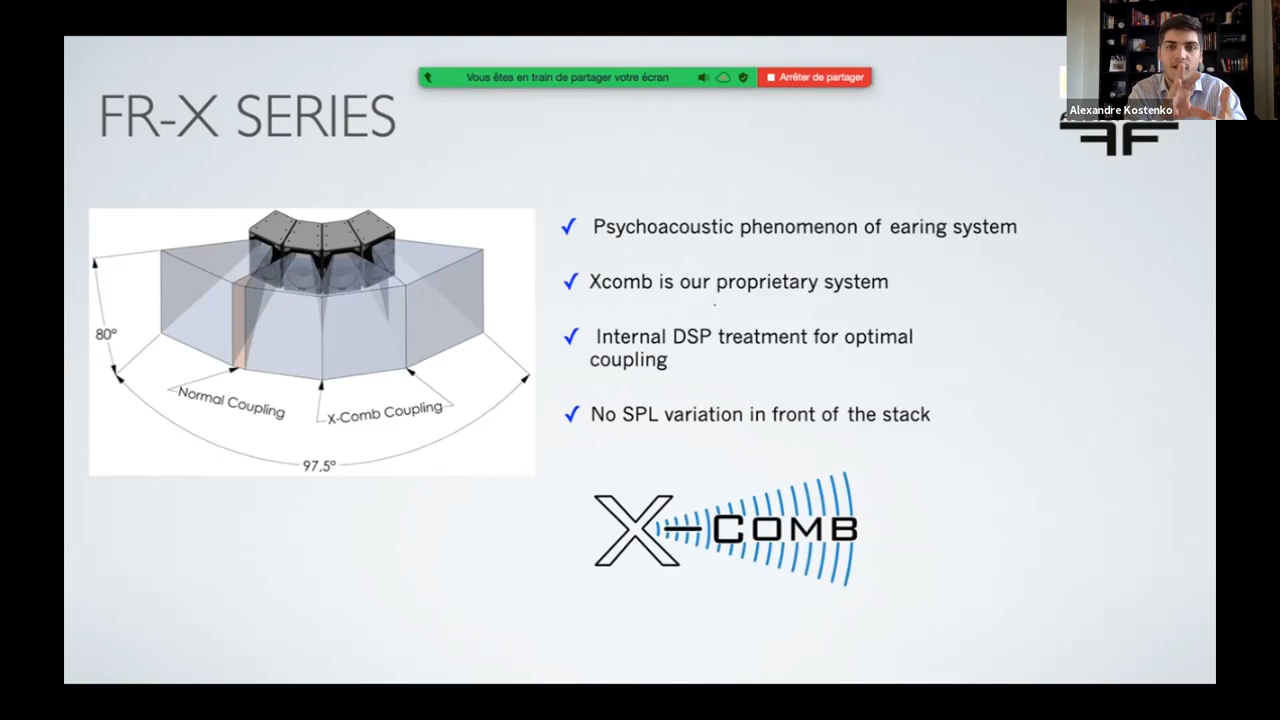 Vous êtes en train de partager votre écran
Arrêter de partager
Alexandre Kostenko
FR-X SERIES
80°
Normal Coupling
X-Comb Coupling
97.5°
Psychoacoustic phenomenon of earing system
Xcomb is our proprietary system
Internal DSP treatment for optimal
coupling
No SPL variation in front of the stack
X-COMB